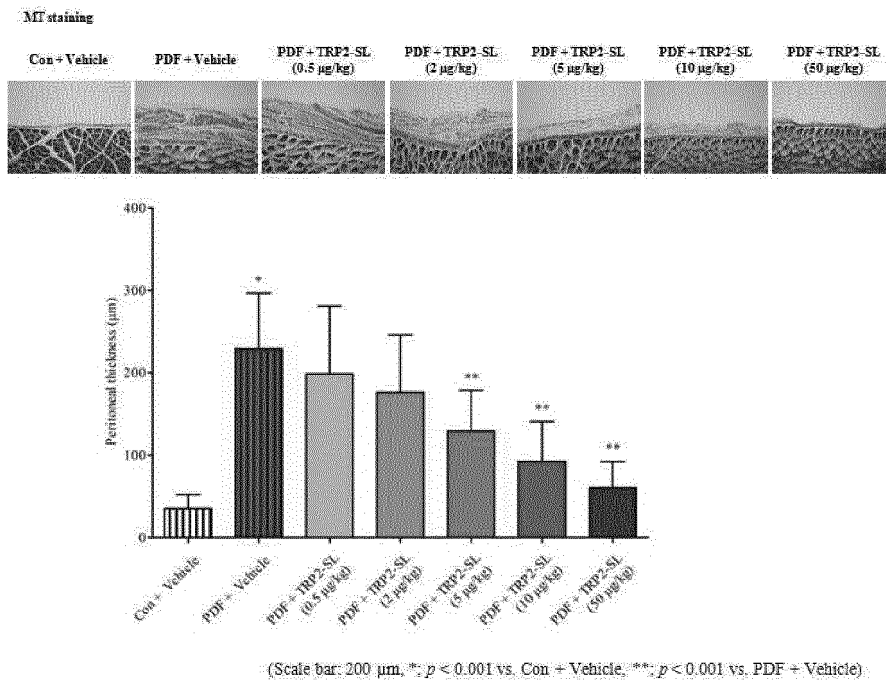 MT staining
Con + Vehicle
PDF + Vehicle
PDF + TRP2-SL
(0.5 µg/kg)
PDF + TRP2-SL
(2 µg/kg)
PDF + TRP2-SL
(5 µg/kg)
PDF + TRP2-SL
(10 µg/kg)
PDF + TRP2-SL
(50 µg/kg)
Peritoneal thickness (µm)
400
300
200
100
0
*
**
**
**
Con + Vehicle
PDF + Vehicle
PDF + TRP2-SL
(0.5 µg/kg)
PDF + TRP2-SL
(2 µg/kg)
PDF + TRP2-SL
(5 µg/kg)
PDF + TRP2-SL
(10 µg/kg)
PDF + TRP2-SL
(50 µg/kg)
(Scale bar; 200 µm, *; p < 0.001 vs. Con + Vehicle, **; p < 0.001 vs. PDF + Vehicle)